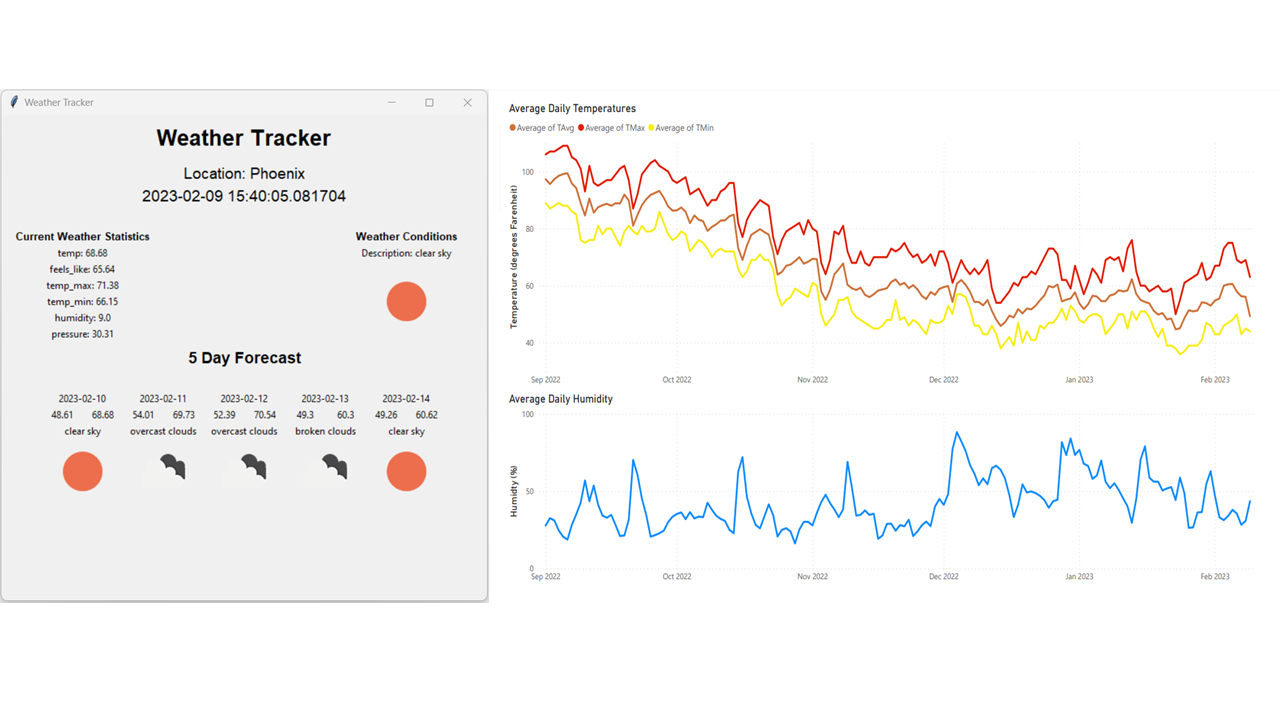 Weather Tracker
Weather Tracker
Location: Phoenix
2023-02-09 15:40:05.081704
Current Weather Statistics
temp: 68.68
feels_like: 65.64
temp_max: 71.38
temp_min: 66.15
humidity: 9.0
pressure: 30.31
Weather Conditions
Description: clear sky
5 Day Forecast
2023-02-10 2023-02-11 2023-02-12 2023-02-13 2023-02-14
48.61 68.68 54.01 69.73 52.39 70.54 49.3 60.3 49.26 60.62
clear sky overcast clouds overcast clouds broken clouds clear sky
Average Daily Temperatures
Average of TAvg Average of TMax Average of TMin
Temperature (degrees Farenheit)
100
80
60
40
Sep 2022 Oct 2022 Nov 2022 Dec 2022 Jan 2023 Feb 2023
Average Daily Humidity
Humidity (%)
100
50
0
Sep 2022 Oct 2022 Nov 2022 Dec 2022 Jan 2023 Feb 2023